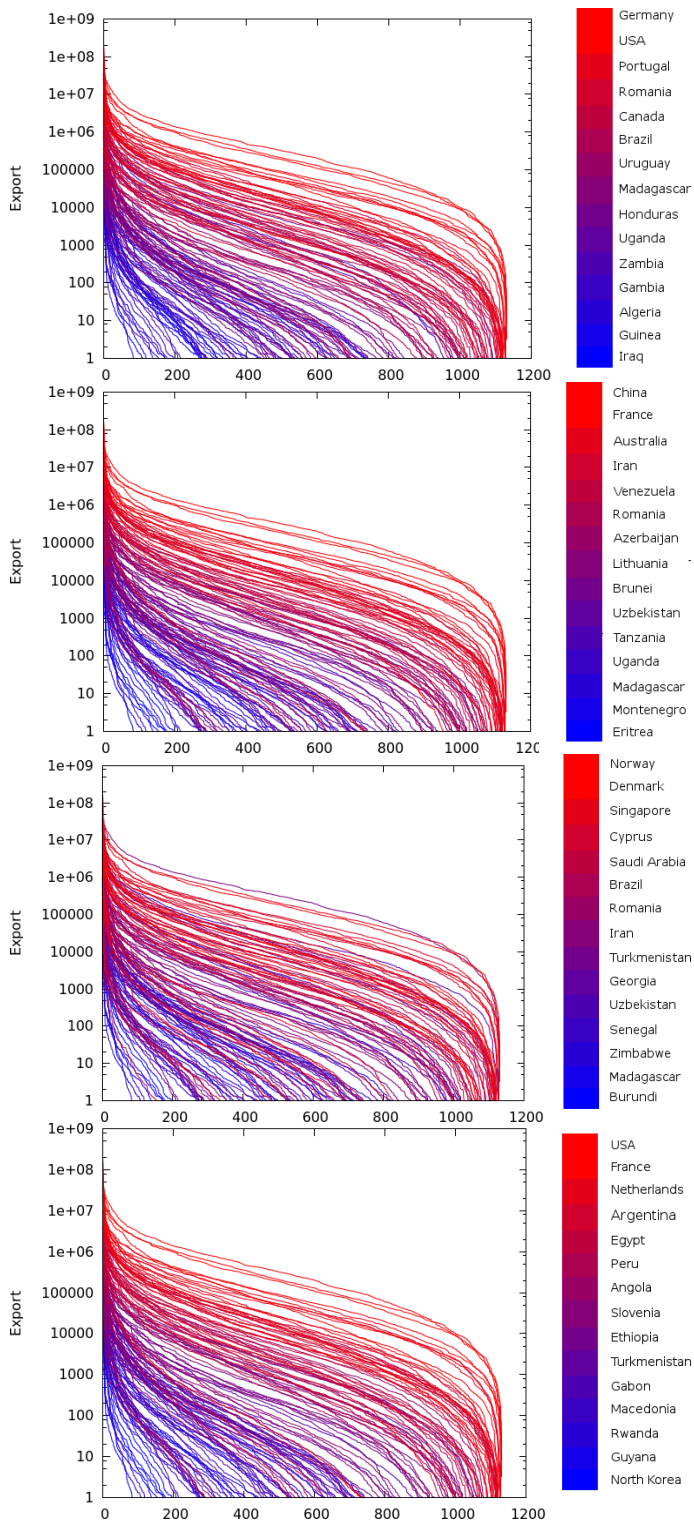 1e+09
1e+08
1e+07
1e+06
100000
10000
1000
100
10
1
Export
0 200 400 600 800 1000 1200
Germany
USA
Portugal
Romania
Canada
Brazil
Uruguay
Madagascar
Honduras
Uganda
Zambia
Gambia
Algeria
Guinea
Iraq
1e+09
1e+08
1e+07
1e+06
100000
10000
1000
100
10
1
Export
0 200 400 600 800 1000 120
China
France
Australia
Iran
Venezuela
Romania
Azerbaijan
Lithuania
Brunei
Uzbekistan
Tanzania
Uganda
Madagascar
Montenegro
Eritrea
1e+09
1e+08
1e+07
1e+06
100000
10000
1000
100
10
1
Export
0 200 400 600 800 1000 1200
Norway
Denmark
Singapore
Cyprus
Saudi Arabia
Brazil
Romania
Iran
Turkmenistan
Georgia
Uzbekistan
Senegal
Zimbabwe
Madagascar
Burundi
1e+09
1e+08
1e+07
1e+06
100000
10000
1000
100
10
1
Export
0 200 400 600 800 1000 1200
USA
France
Netherlands
Argentina
Egypt
Peru
Angola
Slovenia
Ethiopia
Turkmenistan
Gabon
Macedonia
Rwanda
Guyana
North Korea